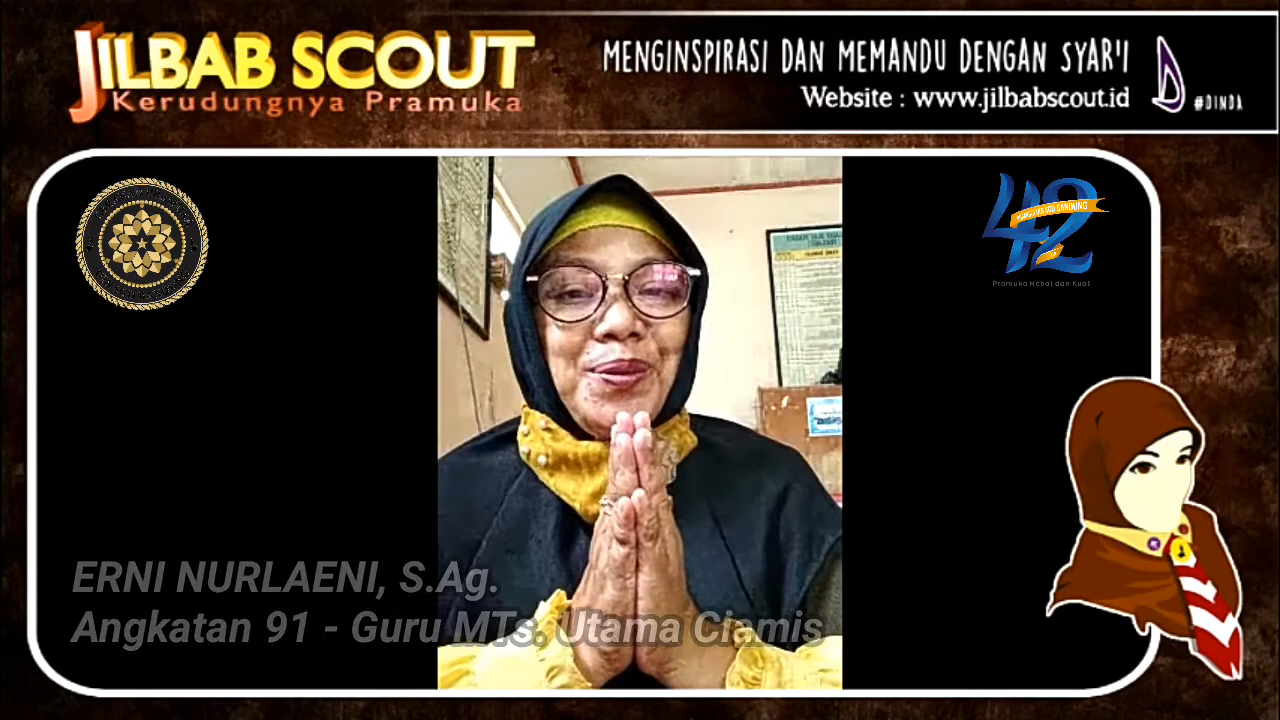 JILBAB SCOUT
Kerudungnya Pramuka
MENGINSPIRASI DAN MEMANDU DENGAN SYAR'I
Website : www.jilbabscout.id
#DINDA
42
Pramuka Hebat dan Kuat
ERNI NURLAENI, S.Ag.
Angkatan 91 - Guru MTs. Utama Ciamis